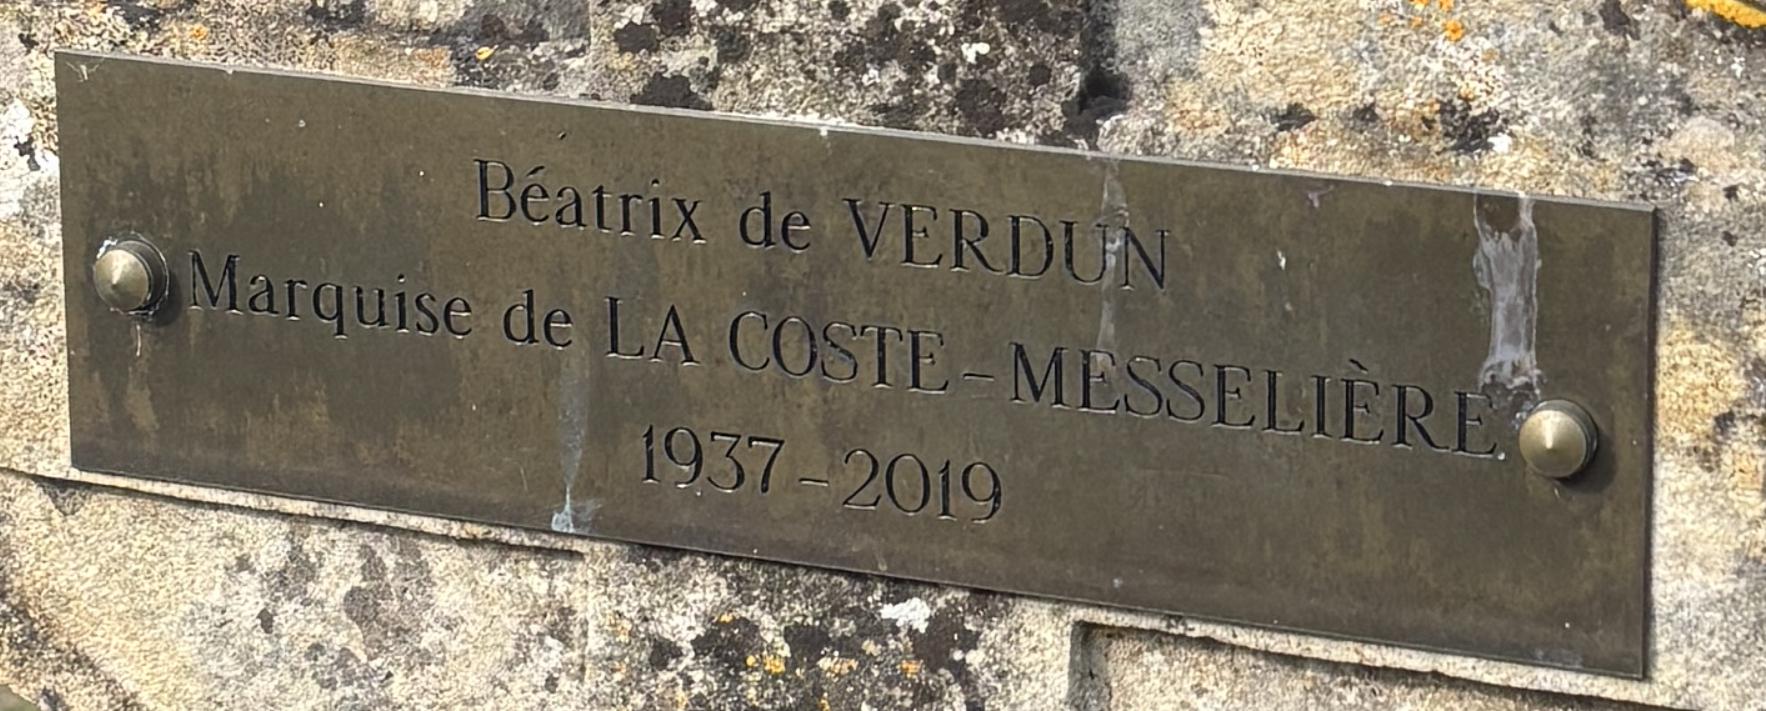 Béatrix de VERDUN
Marquise de LA COSTE-MESSELIÈRE
1937-2019